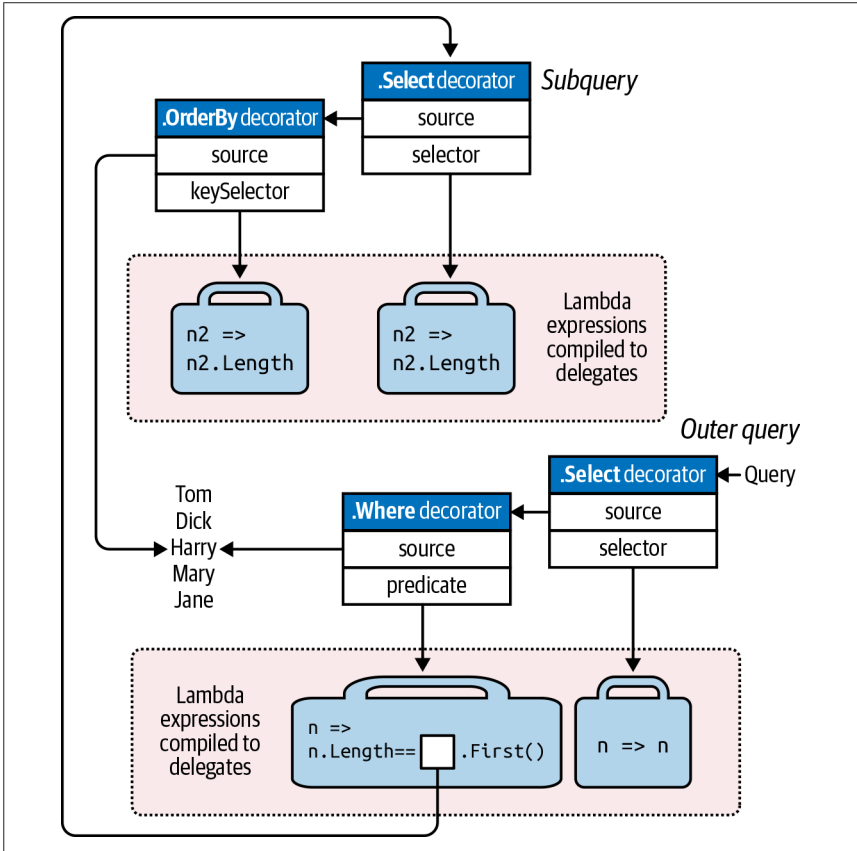 .Select decorator
Subquery
source
selector
.OrderBy decorator
source
keySelector
n2 =>
n2.Length
n2 =>
n2.Length
Lambda
expressions
compiled to
delegates
Outer query
.Select decorator
Query
source
selector
.Where decorator
source
predicate
Tom
Dick
Harry
Mary
Jane
Lambda
expressions
compiled to
delegates
n =>
n.Length== .First()
n => n